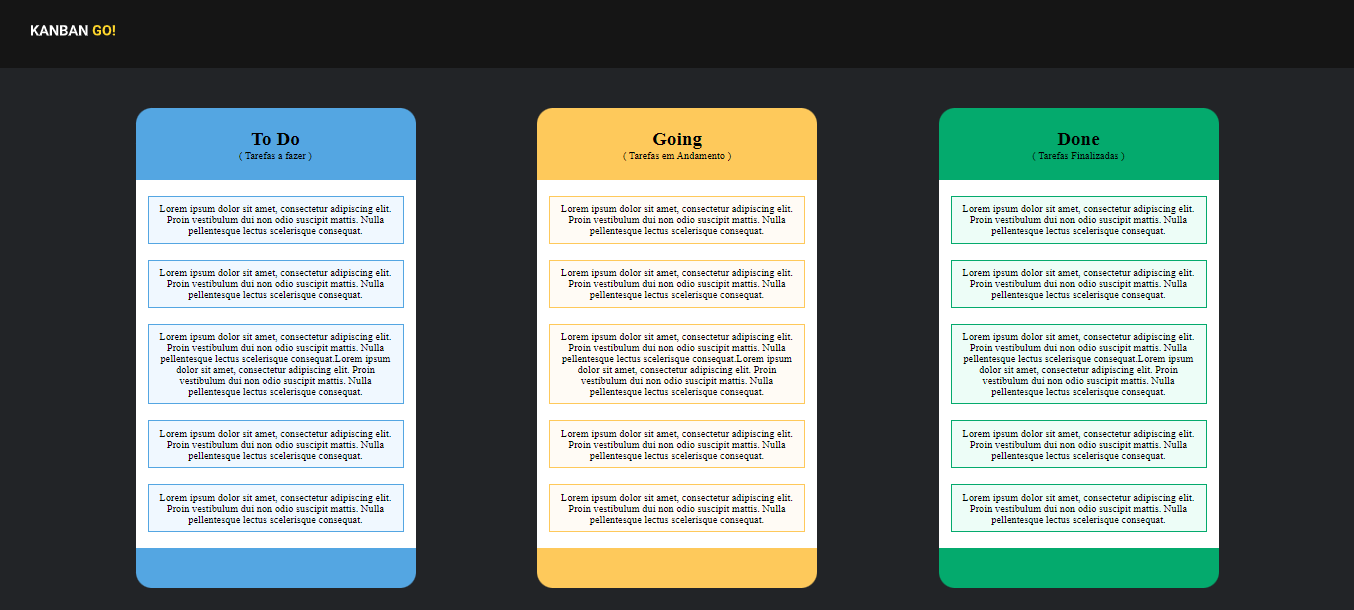 KANBAN GO!
To Do
( Tarefas a fazer )
Lorem ipsum dolor sit amet, consectetur adipiscing elit.
Proin vestibulum dui non odio suscipit mattis. Nulla
pellentesque lectus scelerisque consequat.
Lorem ipsum dolor sit amet, consectetur adipiscing elit.
Proin vestibulum dui non odio suscipit mattis. Nulla
pellentesque lectus scelerisque consequat.
Lorem ipsum dolor sit amet, consectetur adipiscing elit.
Proin vestibulum dui non odio suscipit mattis. Nulla
pellentesque lectus scelerisque consequat.Lorem ipsum
dolor sit amet, consectetur adipiscing elit. Proin
vestibulum dui non odio suscipit mattis. Nulla
pellentesque lectus scelerisque consequat.
Lorem ipsum dolor sit amet, consectetur adipiscing elit.
Proin vestibulum dui non odio suscipit mattis. Nulla
pellentesque lectus scelerisque consequat.
Lorem ipsum dolor sit amet, consectetur adipiscing elit.
Proin vestibulum dui non odio suscipit mattis. Nulla
pellentesque lectus scelerisque consequat.
Going
( Tarefas em Andamento )
Lorem ipsum dolor sit amet, consectetur adipiscing elit.
Proin vestibulum dui non odio suscipit mattis. Nulla
pellentesque lectus scelerisque consequat.
Lorem ipsum dolor sit amet, consectetur adipiscing elit.
Proin vestibulum dui non odio suscipit mattis. Nulla
pellentesque lectus scelerisque consequat.
Lorem ipsum dolor sit amet, consectetur adipiscing elit.
Proin vestibulum dui non odio suscipit mattis. Nulla
pellentesque lectus scelerisque consequat.Lorem ipsum
dolor sit amet, consectetur adipiscing elit. Proin
vestibulum dui non odio suscipit mattis. Nulla
pellentesque lectus scelerisque consequat.
Lorem ipsum dolor sit amet, consectetur adipiscing elit.
Proin vestibulum dui non odio suscipit mattis. Nulla
pellentesque lectus scelerisque consequat.
Lorem ipsum dolor sit amet, consectetur adipiscing elit.
Proin vestibulum dui non odio suscipit mattis. Nulla
pellentesque lectus scelerisque consequat.
Done
( Tarefas Finalizadas )
Lorem ipsum dolor sit amet, consectetur adipiscing elit.
Proin vestibulum dui non odio suscipit mattis. Nulla
pellentesque lectus scelerisque consequat.
Lorem ipsum dolor sit amet, consectetur adipiscing elit.
Proin vestibulum dui non odio suscipit mattis. Nulla
pellentesque lectus scelerisque consequat.
Lorem ipsum dolor sit amet, consectetur adipiscing elit.
Proin vestibulum dui non odio suscipit mattis. Nulla
pellentesque lectus scelerisque consequat.Lorem ipsum
dolor sit amet, consectetur adipiscing elit. Proin
vestibulum dui non odio suscipit mattis. Nulla
pellentesque lectus scelerisque consequat.
Lorem ipsum dolor sit amet, consectetur adipiscing elit.
Proin vestibulum dui non odio suscipit mattis. Nulla
pellentesque lectus scelerisque consequat.
Lorem ipsum dolor sit amet, consectetur adipiscing elit.
Proin vestibulum dui non odio suscipit mattis. Nulla
pellentesque lectus scelerisque consequat.